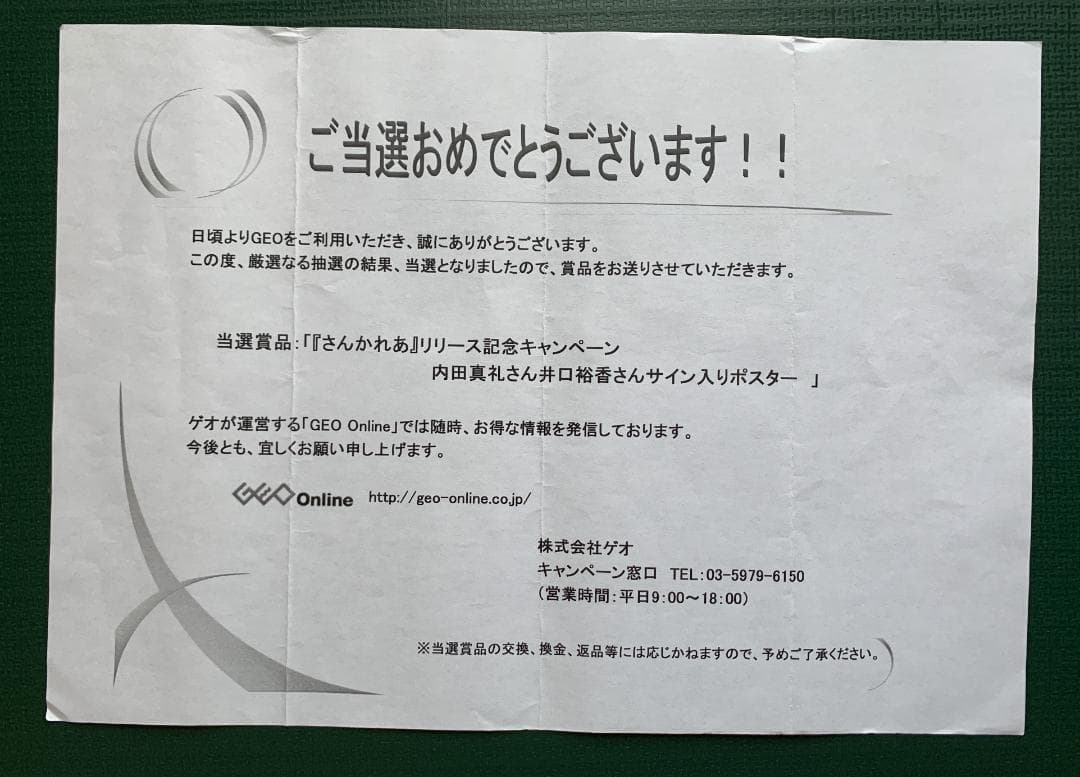 ご当選おめでとうございます！！
日頃よりGEOをご利用いただき、誠にありがとうございます。
この度、厳選なる抽選の結果、当選となりましたので、賞品をお送りさせていただきます。
当選賞品：「『さんかれあ』リリース記念キャンペーン
内田真礼さん井口裕香さんサイン入りポスター　」
ゲオが運営する「GEO Online」では随時、お得な情報を発信しております。
今後とも、宜しくお願い申し上げます。
GEO Online　http://geo-online.co.jp/
株式会社ゲオ
キャンペーン窓口　TEL：03-5979-6150
（営業時間：平日9：00～18：00）
※当選賞品の交換、換金、返品等には応じかねますので、予めご了承ください。